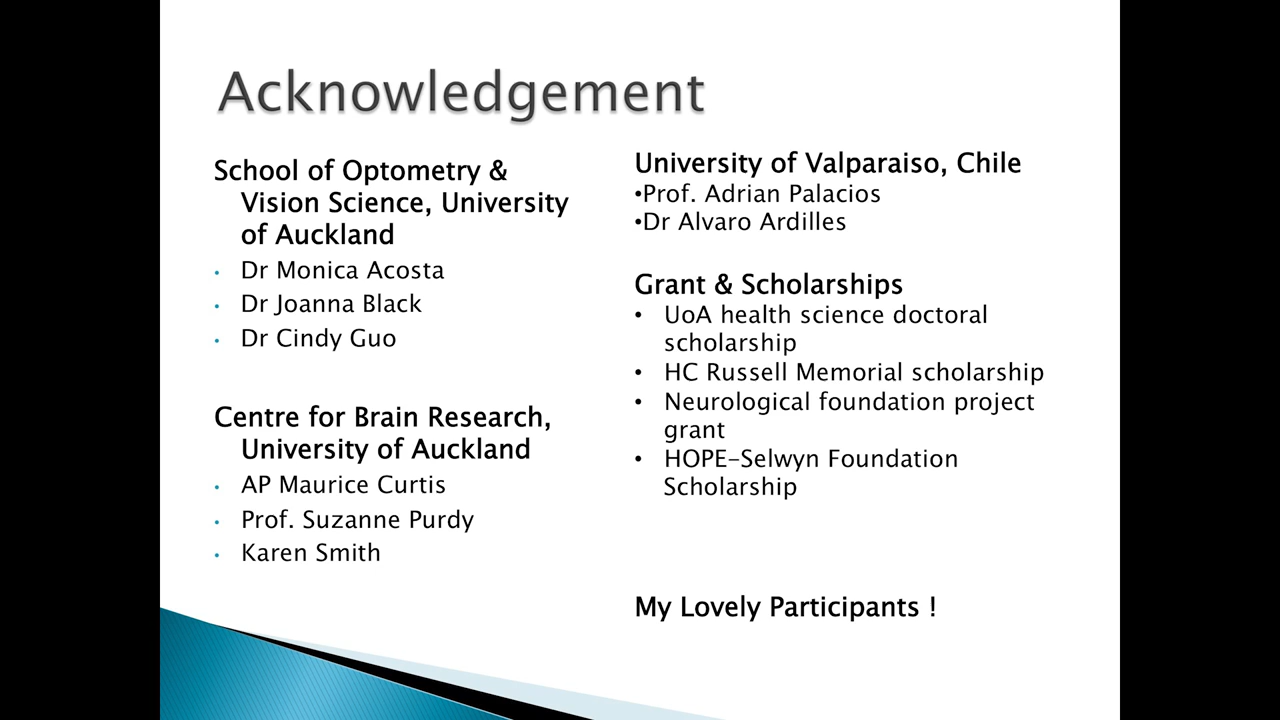 Acknowledgement
School of Optometry &
Vision Science, University
of Auckland
• Dr Monica Acosta
• Dr Joanna Black
• Dr Cindy Guo
Centre for Brain Research,
University of Auckland
• AP Maurice Curtis
• Prof. Suzanne Purdy
• Karen Smith
University of Valparaiso, Chile
•Prof. Adrian Palacios
•Dr Alvaro Ardilles
Grant & Scholarships
• UoA health science doctoral
scholarship
• HC Russell Memorial scholarship
• Neurological foundation project
grant
• HOPE-Selwyn Foundation
Scholarship
My Lovely Participants !